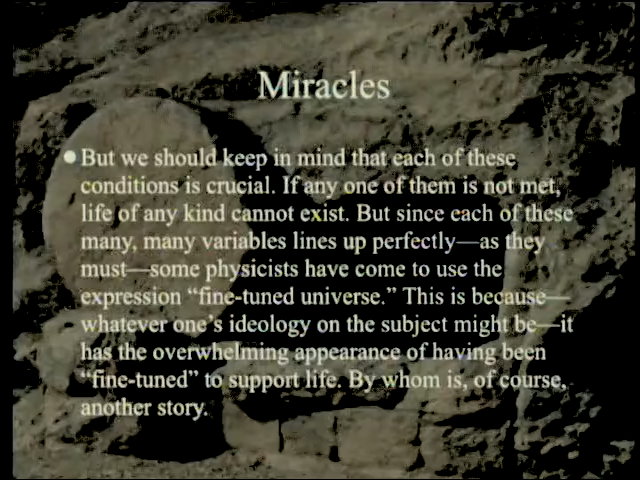 Miracles
• But we should keep in mind that each of these
conditions is crucial. If any one of them is not met,
life of any kind cannot exist. But since each of these
many, many variables lines up perfectly—as they
must—some physicists have come to use the
expression “fine-tuned universe.” This is because—
whatever one’s ideology on the subject might be—it
has the overwhelming appearance of having been
“fine-tuned” to support life. By whom is, of course,
another story.